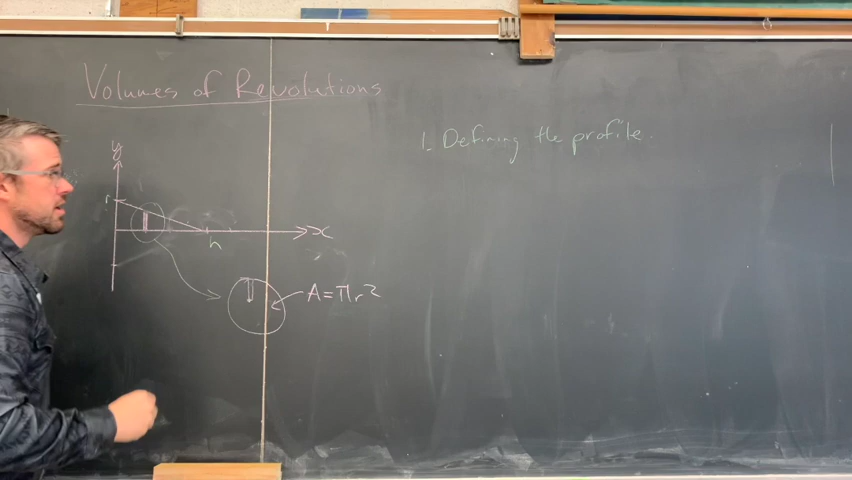 Volumes of Revolutions
1. Defining the profile.
y
r
h
x
A = πr²